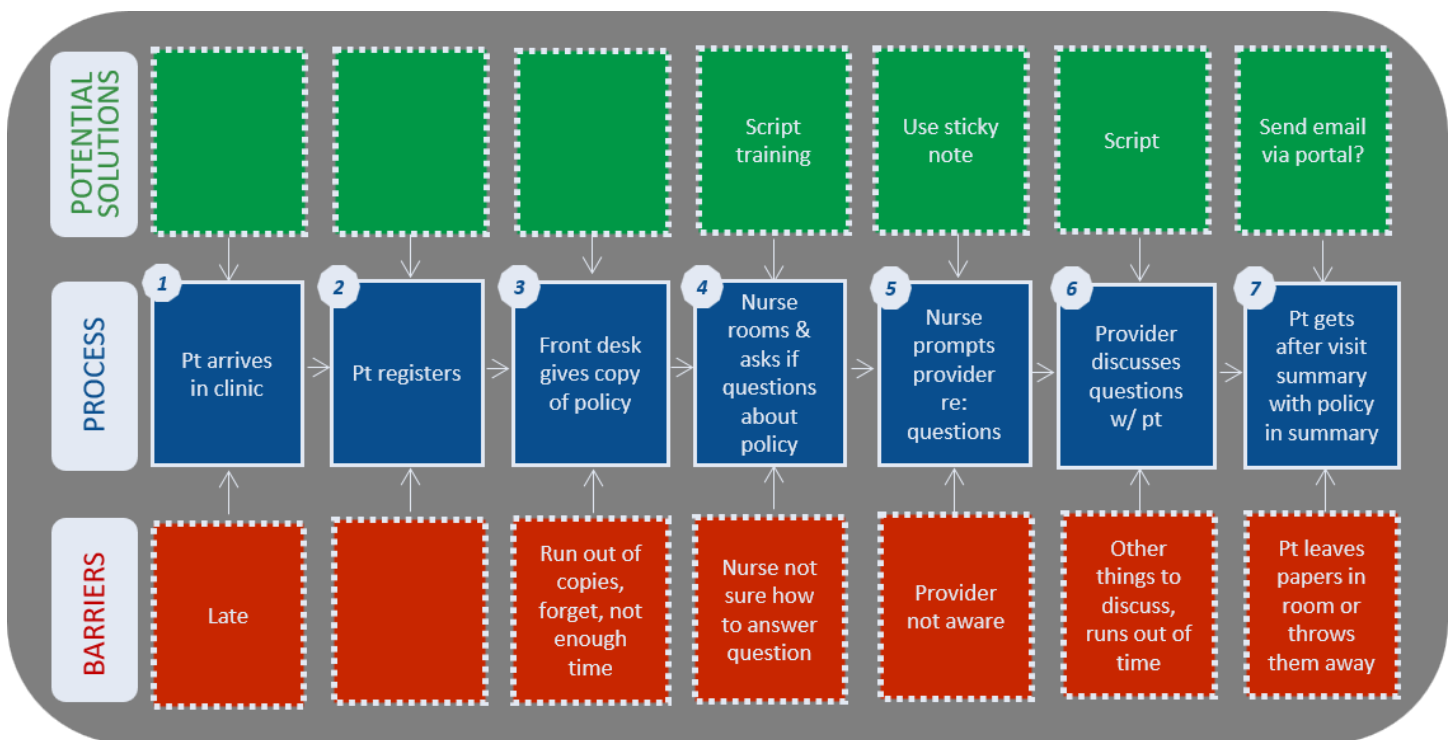 POTENTIAL
SOLUTIONS
Script
training
Use sticky
note
Script
Send email
via portal?
PROCESS
1
Pt arrives
in clinic
2
Pt registers
3
Front desk
gives copy
of policy
4
Nurse
rooms &
asks if
questions
about
policy
5
Nurse
prompts
provider
re:
questions
6
Provider
discusses
questions
w/ pt
7
Pt gets
after visit
summary
with policy
in summary
BARRIERS
Late
Run out of
copies,
forget, not
enough
time
Nurse not
sure how
to answer
question
Provider
not aware
Other
things to
discuss,
runs out of
time
Pt leaves
papers in
room or
throws
them away